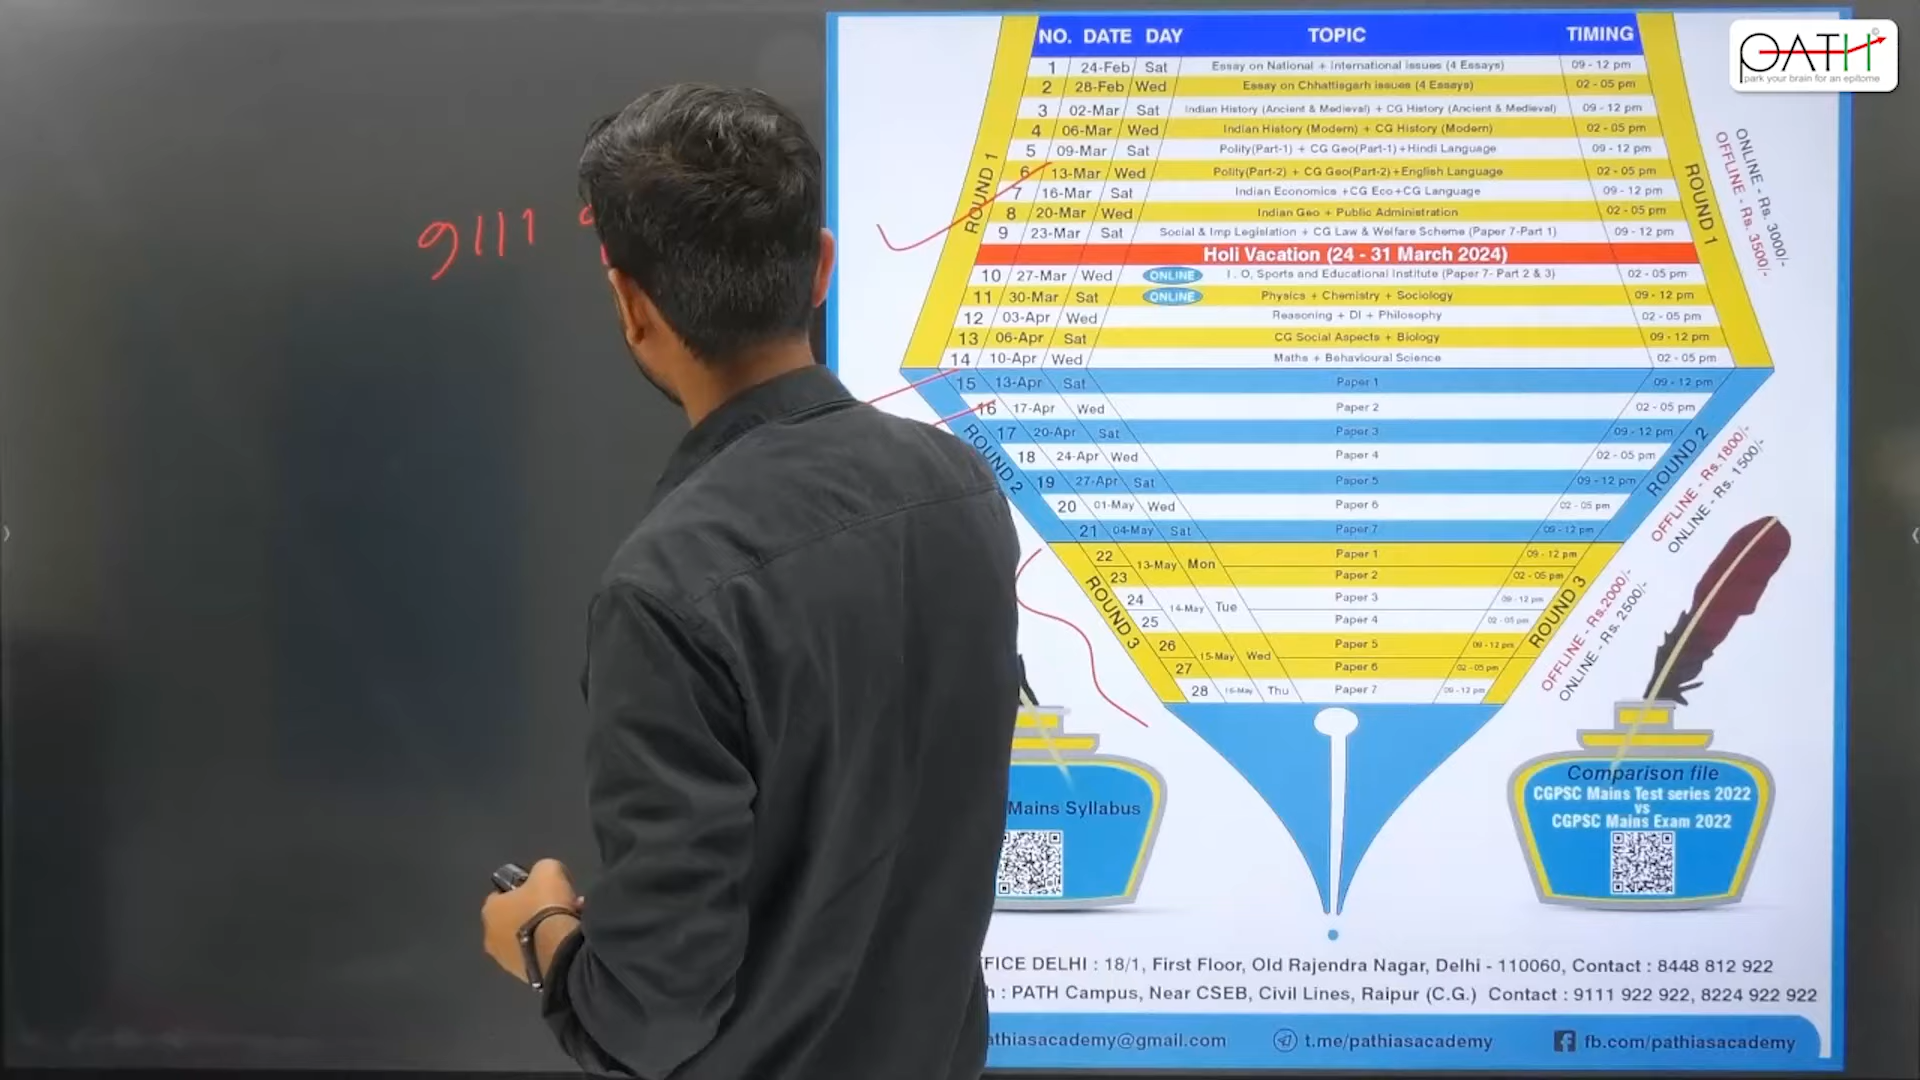 PATH
park your brain for an epitome
9111 9
NO. DATE DAY TOPIC TIMING
1 24-Feb Sat Essay on National + International issues (4 Essays) 09 - 12 pm
2 28-Feb Wed Essay on Chhattisgarh issues (4 Essays) 02 - 05 pm
3 02-Mar Sat Indian History (Ancient & Medieval) + CG History (Ancient & Medieval) 09 - 12 pm
4 06-Mar Wed Indian History (Modern) + CG History (Modern) 02 - 05 pm
5 09-Mar Sat Polity(Part-1) + CG Geo(Part-1) +Hindi Language 09 - 12 pm
6 13-Mar Wed Polity(Part-2) + CG Geo(Part-2) +English Language 02 - 05 pm
7 16-Mar Sat Indian Economics +CG Eco+CG Language 09 - 12 pm
8 20-Mar Wed Indian Geo + Public Administration 02 - 05 pm
9 23-Mar Sat Social & Imp Legislation + CG Law & Welfare Scheme (Paper 7-Part 1) 09 - 12 pm
Holi Vacation (24 - 31 March 2024)
10 27-Mar Wed ONLINE I . O, Sports and Educational Institute (Paper 7- Part 2 & 3) 02 - 05 pm
11 30-Mar Sat ONLINE Physics + Chemistry + Sociology 09 - 12 pm
12 03-Apr Wed Reasoning + DI + Philosophy 02 - 05 pm
13 06-Apr Sat CG Social Aspects + Biology 09 - 12 pm
14 10-Apr Wed Maths + Behavioural Science 02 - 05 pm
ROUND 1
ROUND 1
ONLINE - Rs. 3000/-
OFFLINE - Rs. 3500/-
15 13-Apr Sat Paper 1 09 - 12 pm
16 17-Apr Wed Paper 2 02 - 05 pm
17 20-Apr Sat Paper 3 09 - 12 pm
18 24-Apr Wed Paper 4 02 - 05 pm
19 27-Apr Sat Paper 5 09 - 12 pm
20 01-May Wed Paper 6 02 - 05 pm
21 04-May Sat Paper 7 09 - 12 pm
ROUND 2
ROUND 2
OFFLINE - Rs.1800/-
ONLINE - Rs. 1500/-
22 13-May Mon Paper 1 09 - 12 pm
23 Paper 2 02 - 05 pm
24 14-May Tue Paper 3 09 - 12 pm
25 Paper 4 02 - 05 pm
26 15-May Wed Paper 5 09 - 12 pm
27 Paper 6 02 - 05 pm
28 16-May Thu Paper 7 09 - 12 pm
ROUND 3
ROUND 3
OFFLINE - Rs.2000/-
ONLINE - Rs. 2500/-
Mains Syllabus
Comparison file
CGPSC Mains Test series 2022
vs
CGPSC Mains Exam 2022
FFICE DELHI : 18/1, First Floor, Old Rajendra Nagar, Delhi - 110060, Contact : 8448 812 922
h : PATH Campus, Near CSEB, Civil Lines, Raipur (C.G.) Contact : 9111 922 922, 8224 922 922
athiasacademy@gmail.com t.me/pathiasacademy fb.com/pathiasacademy